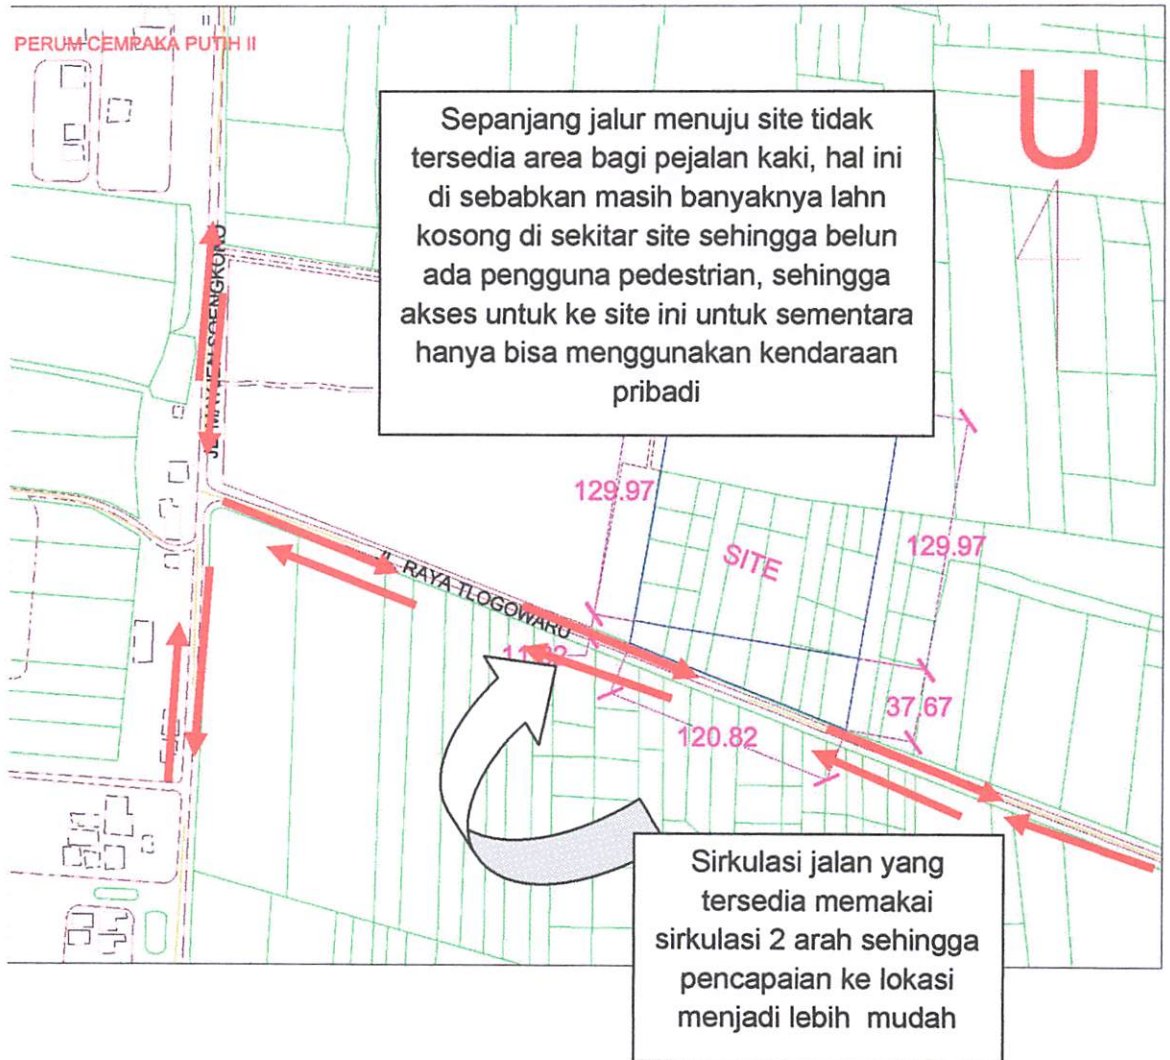 PERUM CEMPAKA PUTIH II
U
Sepanjang jalur menuju site tidak
tersedia area bagi pejalan kaki, hal ini
di sebabkan masih banyaknya lahn
kosong di sekitar site sehingga belun
ada pengguna pedestrian, sehingga
akses untuk ke site ini untuk sementara
hanya bisa menggunakan kendaraan
pribadi
JL. MAYJEN SOENGKONO
129.97
129.97
SITE
JL. RAYA TLOGOWARU
37.67
120.82
Sirkulasi jalan yang
tersedia memakai
sirkulasi 2 arah sehingga
pencapaian ke lokasi
menjadi lebih mudah